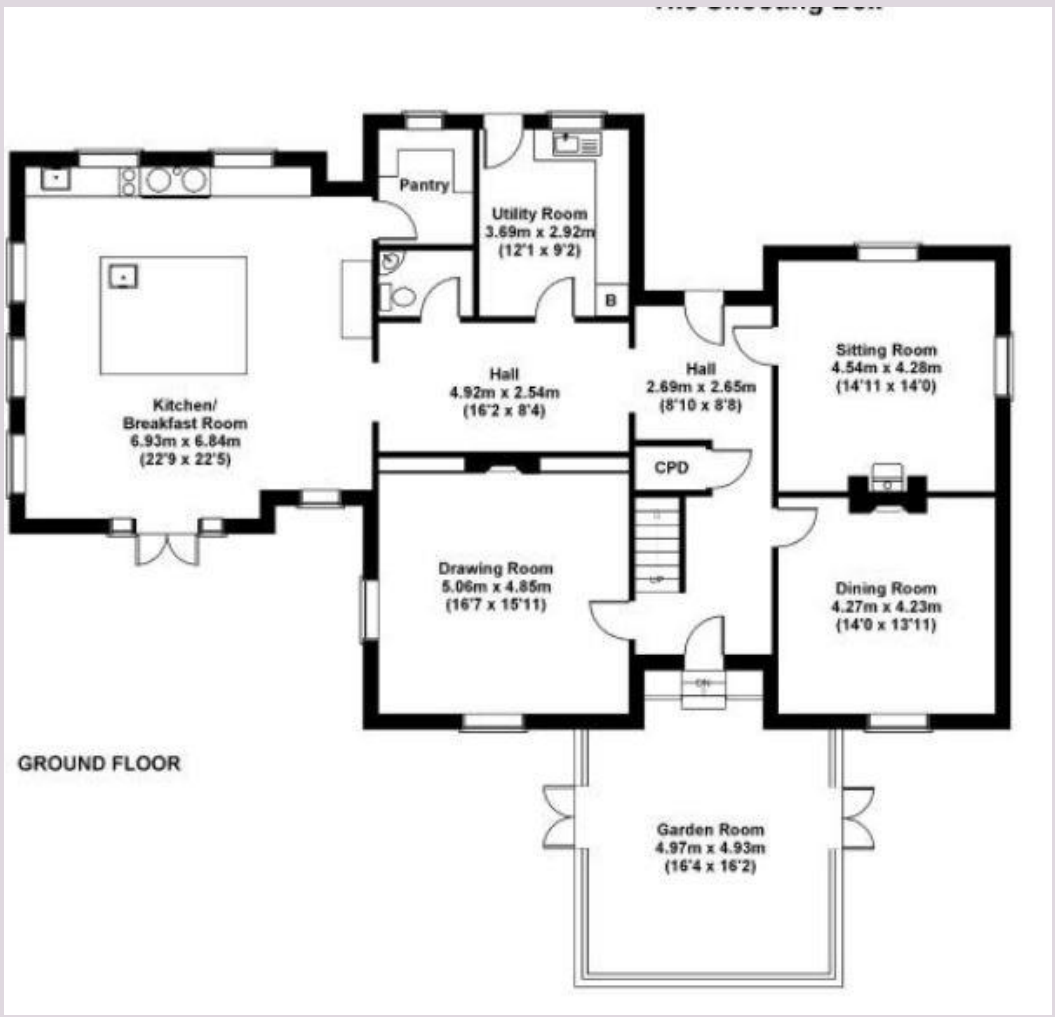 Pantry
Utility Room
3.69m x 2.92m
(12'1 x 9'2)
B
Kitchen/
Breakfast Room
6.93m x 6.84m
(22'9 x 22'5)
Hall
4.92m x 2.54m
(16'2 x 8'4)
Hall
2.69m x 2.65m
(8'10 x 8'8)
Sitting Room
4.54m x 4.28m
(14'11 x 14'0)
CPD
UP
Drawing Room
5.06m x 4.85m
(16'7 x 15'11)
Dining Room
4.27m x 4.23m
(14'0 x 13'11)
DN
GROUND FLOOR
Garden Room
4.97m x 4.93m
(16'4 x 16'2)